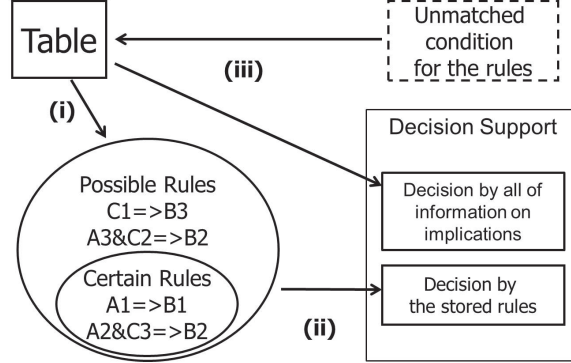 Table
Unmatched
condition
for the rules
(iii)
(i)
Decision Support
Possible Rules
C1=>B3
A3&C2=>B2
Decision by all of
information on
implications
Certain Rules
A1=>B1
A2&C3=>B2
(ii)
Decision by
the stored rules